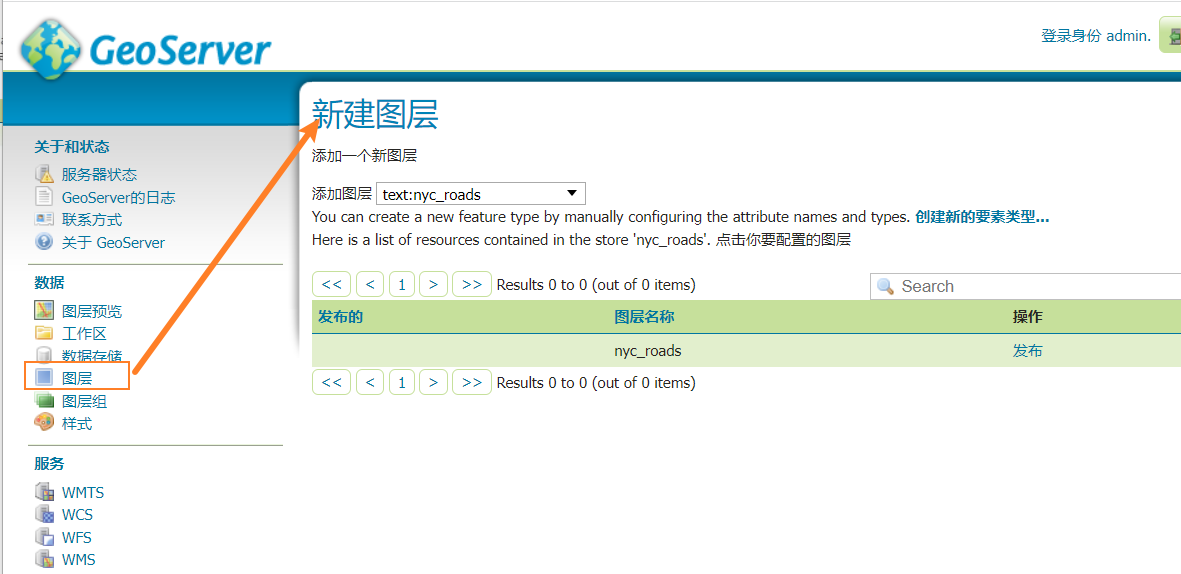 GeoServer
登录身份 admin.
新建图层
添加一个新图层
添加图层 text:nyc_roads
You can create a new feature type by manually configuring the attribute names and types. 创建新的要素类型...
Here is a list of resources contained in the store 'nyc_roads'. 点击你要配置的图层
<< < 1 > >> Results 0 to 0 (out of 0 items) Search
发布的 图层名称 操作
nyc_roads 发布
<< < 1 > >> Results 0 to 0 (out of 0 items)
关于和状态
服务器状态
GeoServer的日志
联系方式
关于 GeoServer
数据
图层预览
工作区
数据存储
图层
图层组
样式
服务
WMTS
WCS
WFS
WMS